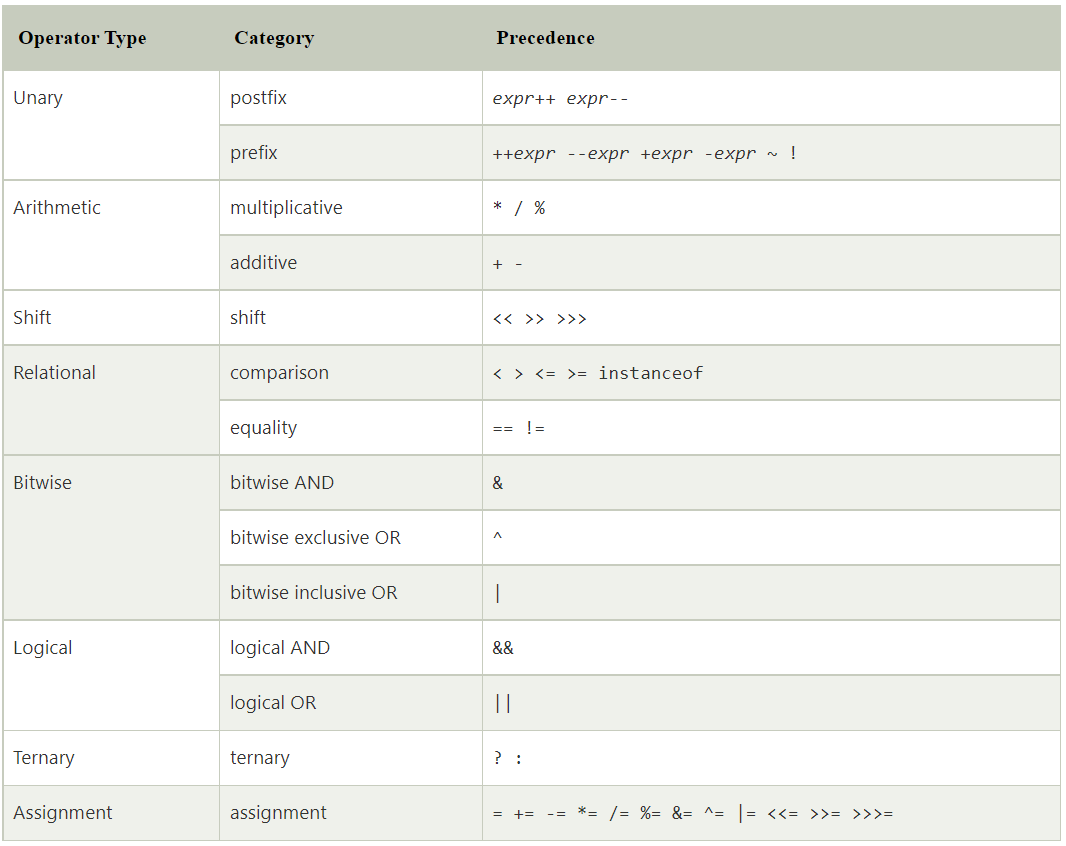 Operator Type Category Precedence
Unary postfix expr++ expr--
prefix ++expr --expr +expr -expr ~ !
Arithmetic multiplicative * / %
additive + -
Shift shift << >> >>>
Relational comparison < > <= >= instanceof
equality == !=
Bitwise bitwise AND &
bitwise exclusive OR ^
bitwise inclusive OR |
Logical logical AND &&
logical OR ||
Ternary ternary ? :
Assignment assignment = += -= *= /= %= &= ^= |= <<= >>= >>>=